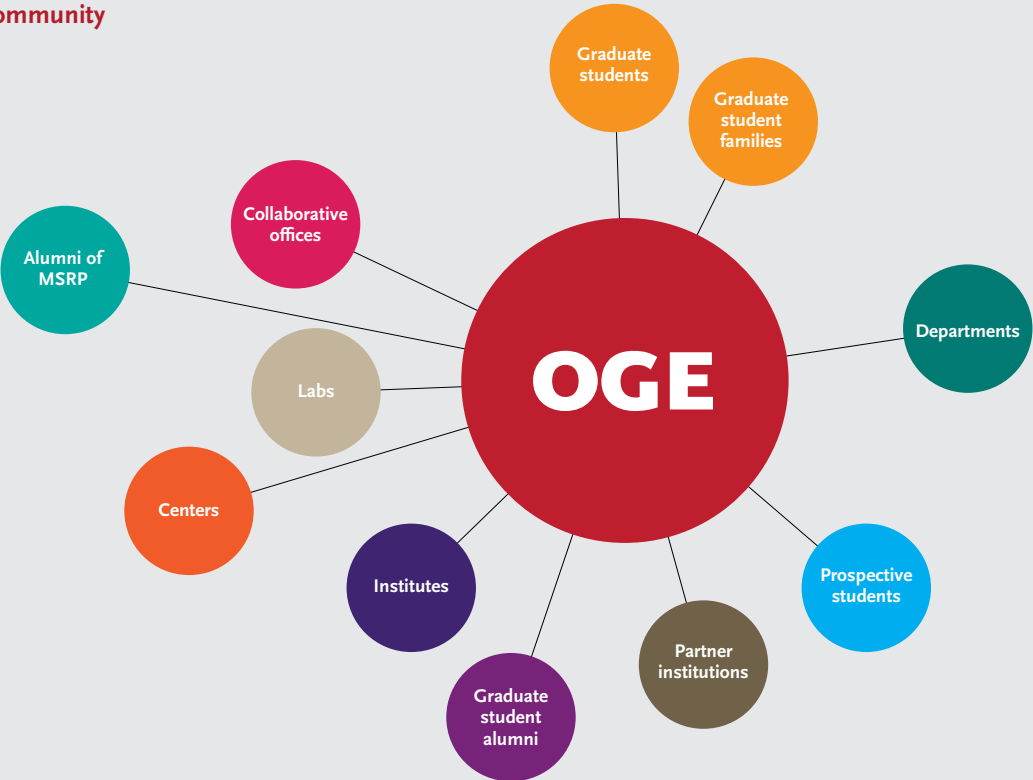 ommunity
Graduate
students
Graduate
student
families
Collaborative
offices
Alumni of
MSRP
Departments
OGE
Labs
Centers
Institutes
Prospective
students
Partner
institutions
Graduate
student
alumni